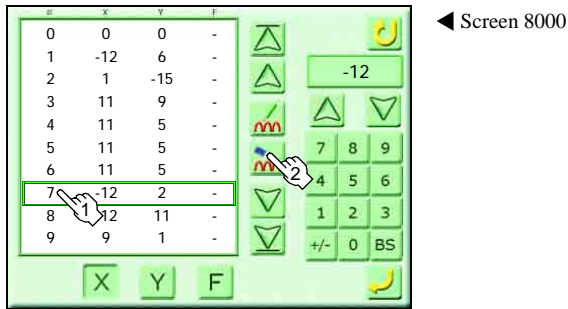 # X Y F
0 0 0 -
1 -12 6 -
2 1 -15 -
3 11 9 -
4 11 5 -
5 11 5 -
6 11 5 -
7 -12 2 -
8 12 11 -
9 9 1 -
X Y F
-12
7 8 9
4 5 6
1 2 3
+/- 0 BS
1
2
◀ Screen 8000